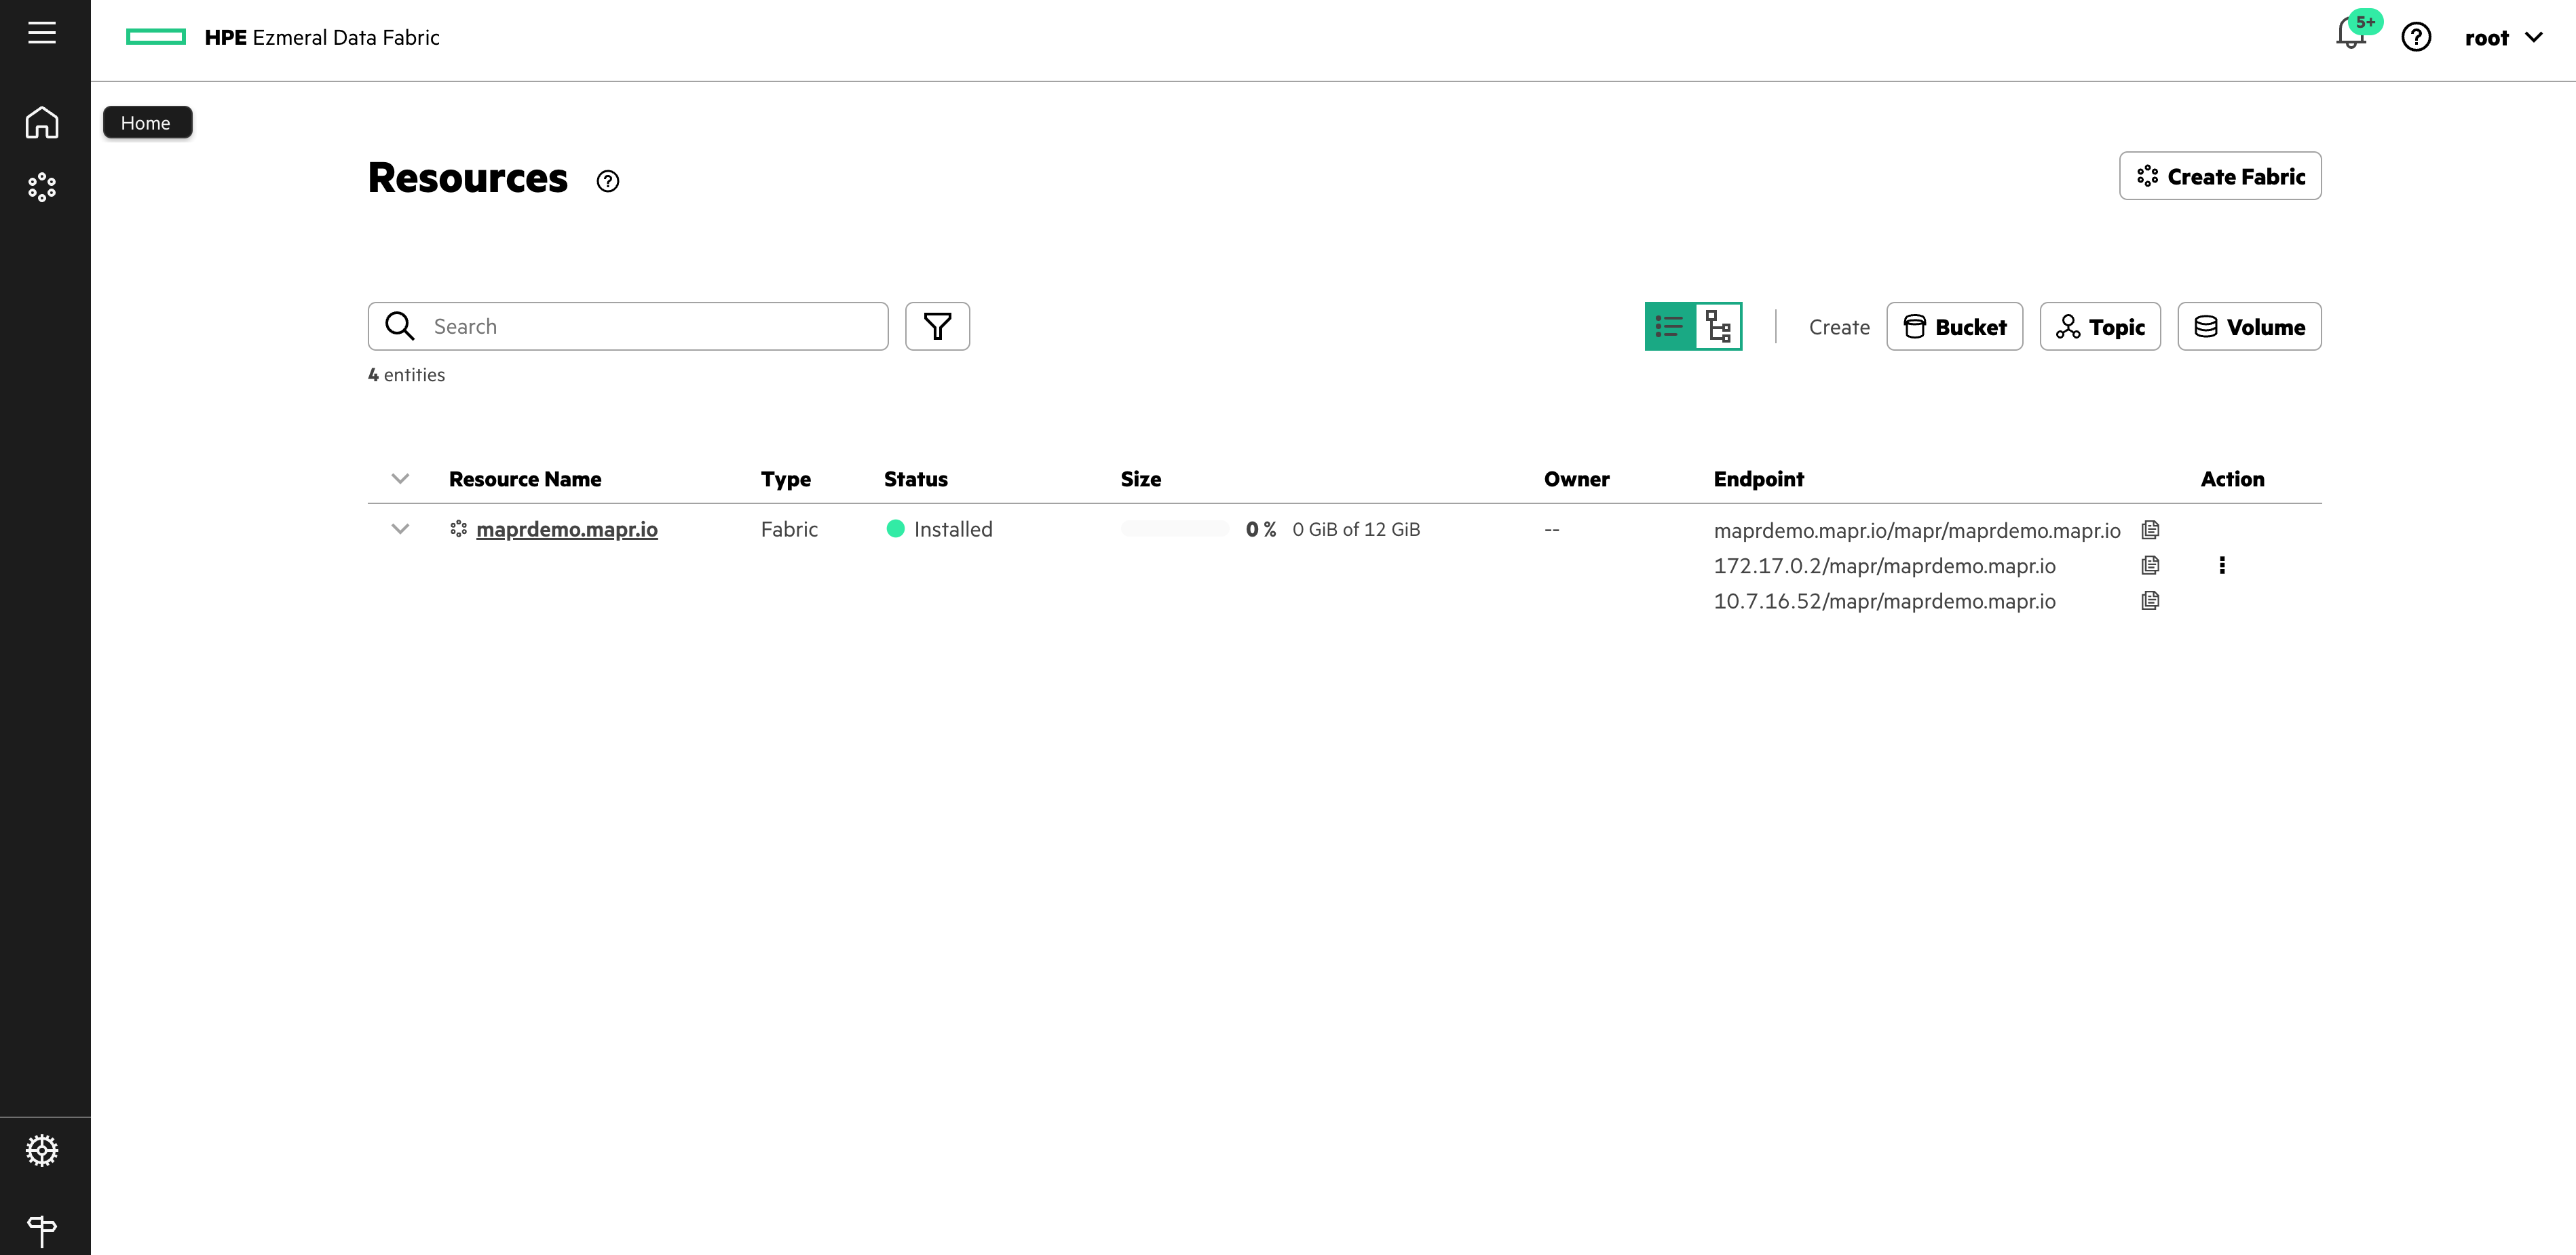 HPE Ezmeral Data Fabric
5+
root
Home
Resources
Create Fabric
Search
Create
Bucket
Topic
Volume
4 entities
Resource Name Type Status Size Owner Endpoint Action
maprdemo.mapr.io Fabric Installed 0 % 0 GiB of 12 GiB -- maprdemo.mapr.io/mapr/maprdemo.mapr.io
172.17.0.2/mapr/maprdemo.mapr.io
10.7.16.52/mapr/maprdemo.mapr.io